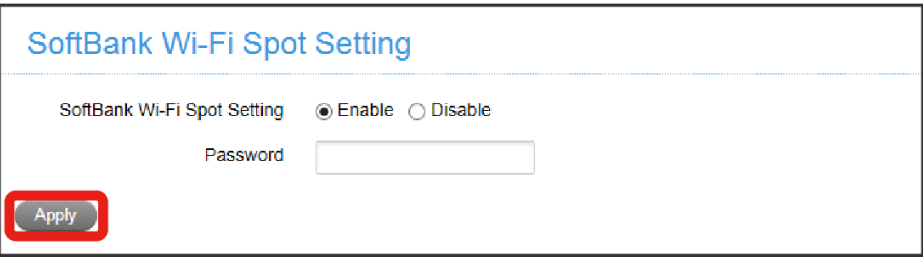 SoftBank Wi-Fi Spot Setting
SoftBank Wi-Fi Spot Setting Enable Disable
Password
Apply